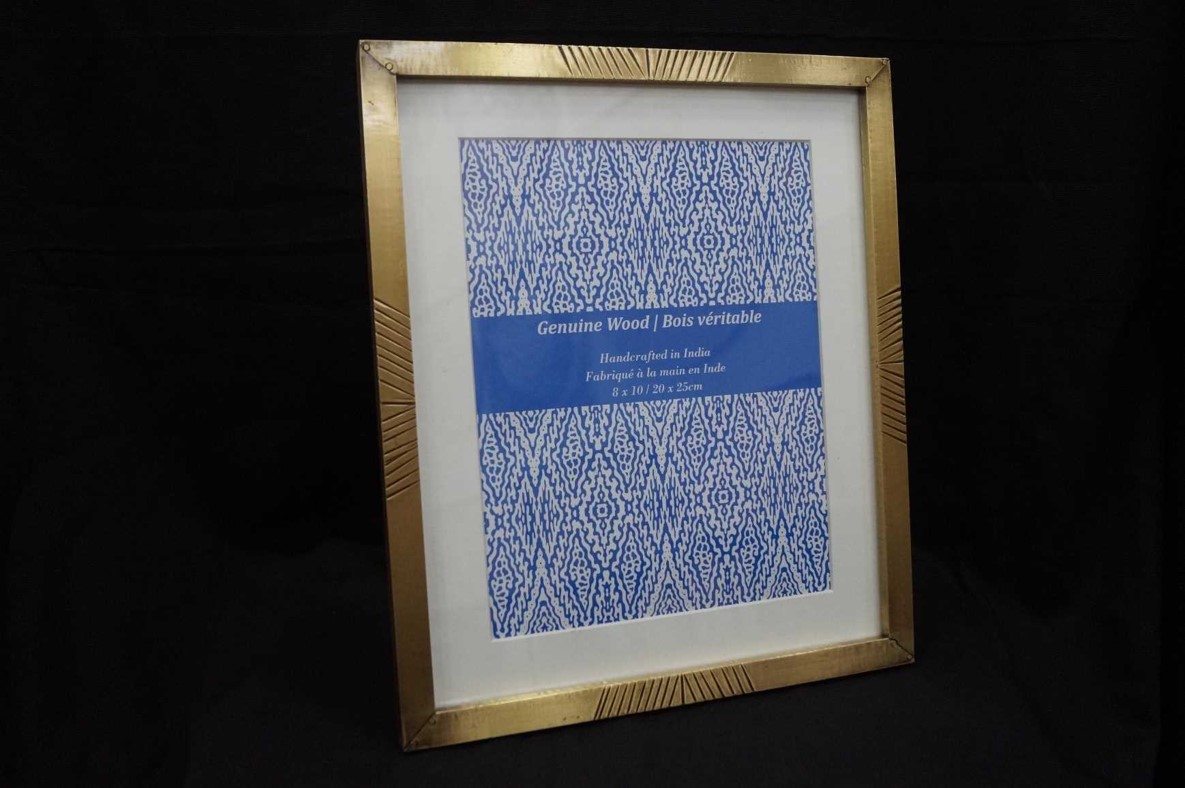 Genuine Wood | Bois véritable
Handcrafted in India
Fabriqué à la main en Inde
8 x 10 / 20 x 25cm